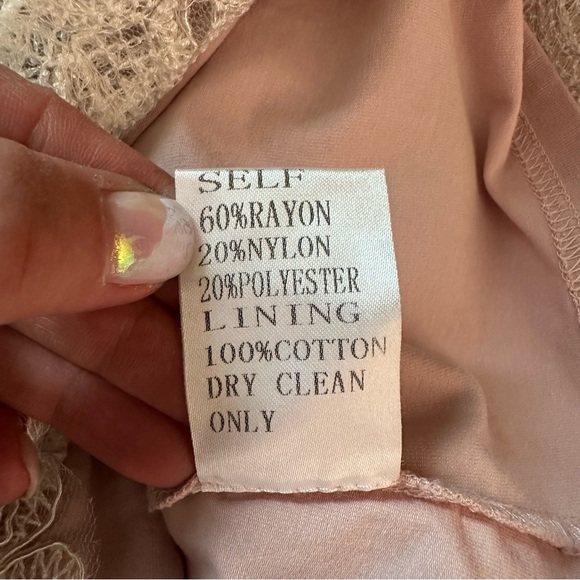 SELF
60%RAYON
20%NYLON
20%POLYESTER
LINING
100%COTTON
DRY CLEAN
ONLY